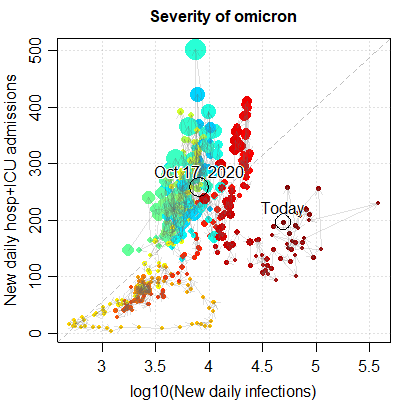 Severity of omicron
New daily hosp+ICU admissions
500
400
300
200
100
0
Oct 17, 2020
Today
3
3.5
4
4.5
5
5.5
log10(New daily infections)